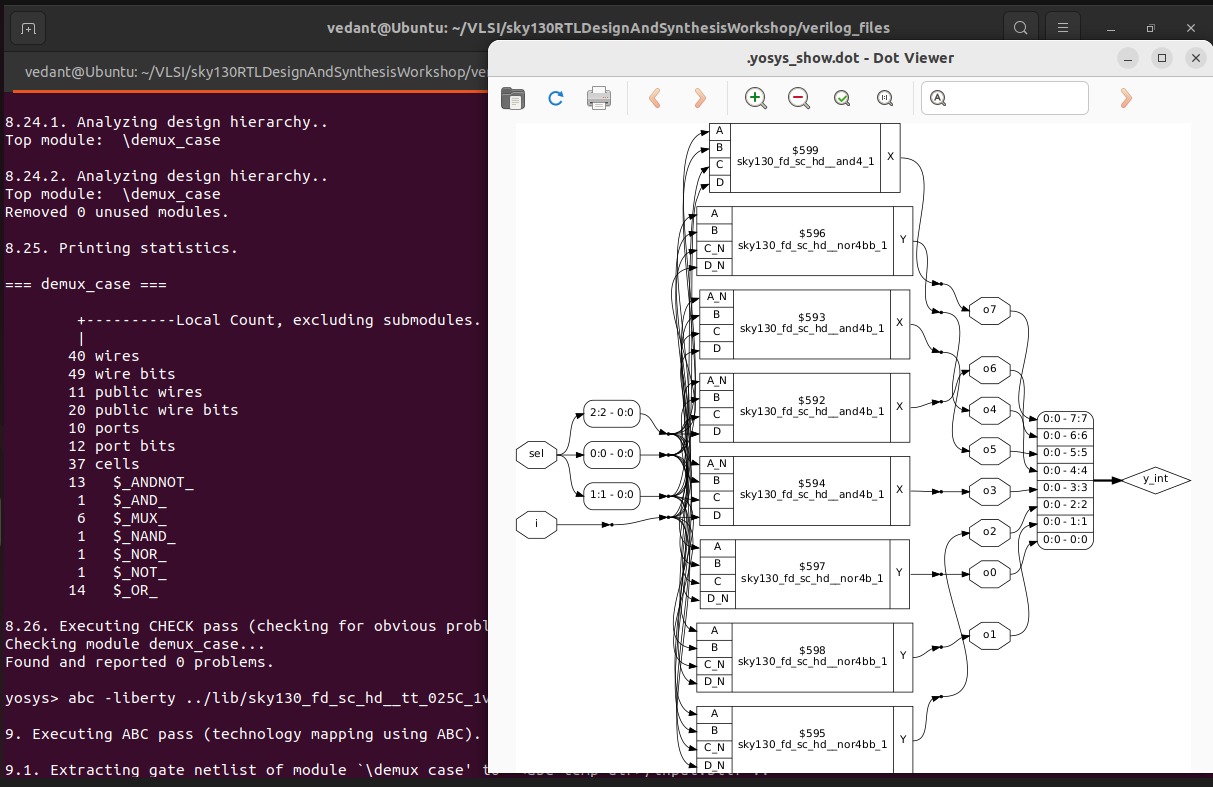 vedant@Ubuntu: ~/VLSI/sky130RTLDesignAndSynthesisWorkshop/verilog_files
vedant@Ubuntu: ~/VLSI/sky130RTLDesignAndSynthesisWorkshop/ve
8.24.1. Analyzing design hierarchy..
Top module:  \demux_case
8.24.2. Analyzing design hierarchy..
Top module:  \demux_case
Removed 0 unused modules.
8.25. Printing statistics.
=== demux_case ===
+----------Local Count, excluding submodules.
|
40 wires
49 wire bits
11 public wires
20 public wire bits
10 ports
12 port bits
37 cells
13   $_ANDNOT_
1   $_AND_
6   $_MUX_
1   $_NAND_
1   $_NOR_
1   $_NOT_
14   $_OR_
8.26. Executing CHECK pass (checking for obvious probl
Checking module demux_case...
Found and reported 0 problems.
yosys> abc -liberty ../lib/sky130_fd_sc_hd__tt_025C_1v
9. Executing ABC pass (technology mapping using ABC).
9.1. Extracting gate netlist of module `\demux_case' to
.yosys_show.dot - Dot Viewer
A
B
C
D
$599
sky130_fd_sc_hd__and4_1
X
A
B
C_N
D_N
$596
sky130_fd_sc_hd__nor4bb_1
Y
A_N
B
C
D
$593
sky130_fd_sc_hd__and4b_1
X
A_N
B
C
D
$592
sky130_fd_sc_hd__and4b_1
X
A_N
B
C
D
$594
sky130_fd_sc_hd__and4b_1
X
A
B
C
D_N
$597
sky130_fd_sc_hd__nor4b_1
Y
A
B
C_N
D_N
$598
sky130_fd_sc_hd__nor4bb_1
Y
A
B
C_N
D_N
$595
sky130_fd_sc_hd__nor4bb_1
Y
sel
i
2:2 - 0:0
0:0 - 0:0
1:1 - 0:0
o7
o6
o4
o5
o3
o2
o0
o1
0:0 - 7:7
0:0 - 6:6
0:0 - 5:5
0:0 - 4:4
0:0 - 3:3
0:0 - 2:2
0:0 - 1:1
0:0 - 0:0
y_int